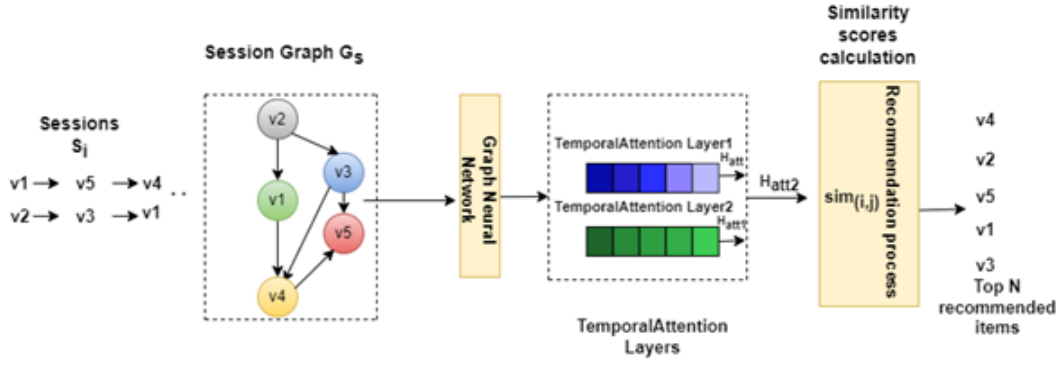 Sessions
Si
v1 v5 v4 . .
v2 v3 v1
Session Graph Gs
v2
v3
v1
v5
v4
Graph Neural
Network
TemporalAttention Layer1
Hatt
TemporalAttention Layer2
Hatt1
TemporalAttention
Layers
Hatt2
Similarity
scores
calculation
sim(i,j)
Recommendation process
v4
v2
v5
v1
v3
Top N
recommended
items